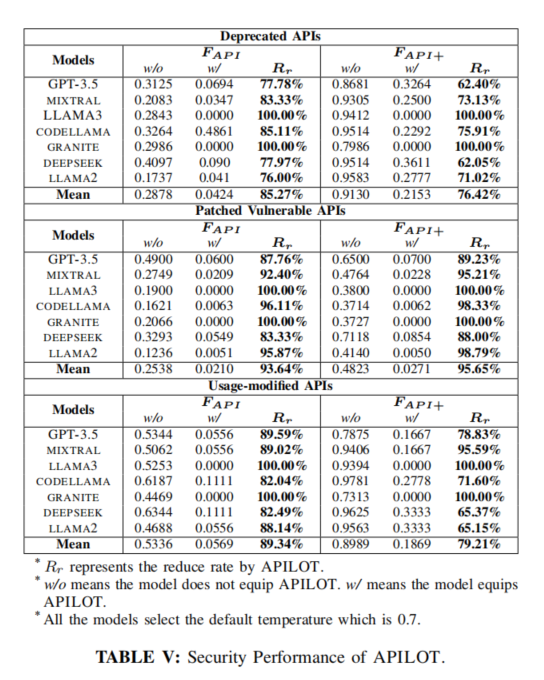 Deprecated APIs
Models F_API F_API+
w/o w/ R_r w/o w/ R_r
GPT-3.5 0.3125 0.0694 77.78% 0.8681 0.3264 62.40%
MIXTRAL 0.2083 0.0347 83.33% 0.9305 0.2500 73.13%
LLAMA3 0.2843 0.0000 100.00% 0.9412 0.0000 100.00%
CODELLAMA 0.3264 0.4861 85.11% 0.9514 0.2292 75.91%
GRANITE 0.2986 0.0000 100.00% 0.7986 0.0000 100.00%
DEEPSEEK 0.4097 0.090 77.97% 0.9514 0.3611 62.05%
LLAMA2 0.1737 0.041 76.00% 0.9583 0.2777 71.02%
Mean 0.2878 0.0424 85.27% 0.9130 0.2153 76.42%
Patched Vulnerable APIs
Models F_API F_API+
w/o w/ R_r w/o w/ R_r
GPT-3.5 0.4900 0.0600 87.76% 0.6500 0.0700 89.23%
MIXTRAL 0.2749 0.0209 92.40% 0.4764 0.0228 95.21%
LLAMA3 0.1900 0.0000 100.00% 0.3800 0.0000 100.00%
CODELLAMA 0.1621 0.0063 96.11% 0.3714 0.0062 98.33%
GRANITE 0.2066 0.0000 100.00% 0.3727 0.0000 100.00%
DEEPSEEK 0.3293 0.0549 83.33% 0.7118 0.0854 88.00%
LLAMA2 0.1236 0.0051 95.87% 0.4140 0.0050 98.79%
Mean 0.2538 0.0210 93.64% 0.4823 0.0271 95.65%
Usage-modified APIs
Models F_API F_API+
w/o w/ R_r w/o w/ R_r
GPT-3.5 0.5344 0.0556 89.59% 0.7875 0.1667 78.83%
MIXTRAL 0.5062 0.0556 89.02% 0.9406 0.1667 95.59%
LLAMA3 0.5253 0.0000 100.00% 0.9394 0.0000 100.00%
CODELLAMA 0.6187 0.1111 82.04% 0.9781 0.2778 71.60%
GRANITE 0.4469 0.0000 100.00% 0.7313 0.0000 100.00%
DEEPSEEK 0.6344 0.1111 82.49% 0.9625 0.3333 65.37%
LLAMA2 0.4688 0.0556 88.14% 0.9563 0.3333 65.15%
Mean 0.5336 0.0569 89.34% 0.8989 0.1869 79.21%
* R_r represents the reduce rate by APILOT.
* w/o means the model does not equip APILOT. w/ means the model equips
APILOT.
* All the models select the default temperature which is 0.7.
TABLE V: Security Performance of APILOT.